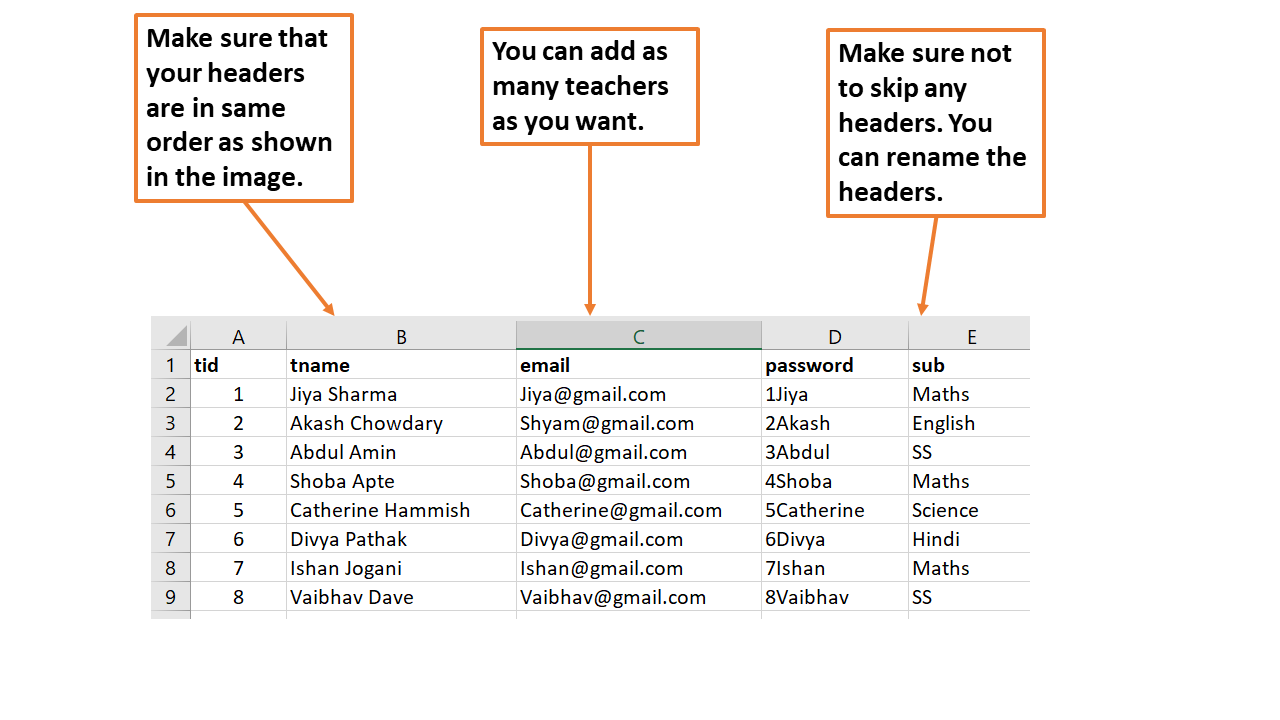 Make sure that
your headers
are in same
order as shown
in the image.
You can add as
many teachers
as you want.
Make sure not
to skip any
headers. You
can rename the
headers.
A B C D E
1 tid tname email password sub
2 1 Jiya Sharma Jiya@gmail.com 1Jiya Maths
3 2 Akash Chowdary Shyam@gmail.com 2Akash English
4 3 Abdul Amin Abdul@gmail.com 3Abdul SS
5 4 Shoba Apte Shoba@gmail.com 4Shoba Maths
6 5 Catherine Hammish Catherine@gmail.com 5Catherine Science
7 6 Divya Pathak Divya@gmail.com 6Divya Hindi
8 7 Ishan Jogani Ishan@gmail.com 7Ishan Maths
9 8 Vaibhav Dave Vaibhav@gmail.com 8Vaibhav SS